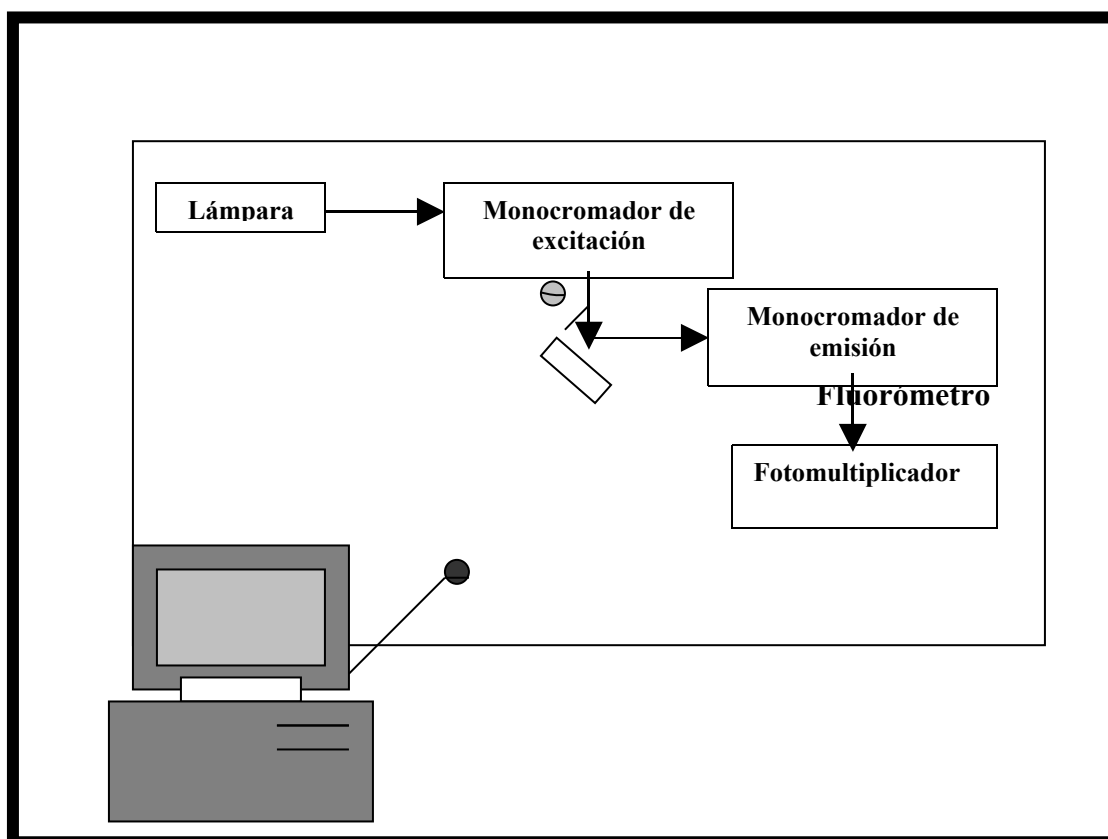 Lámpara
Monocromador de
excitación
Monocromador de
emisión
Fluorómetro
Fotomultiplicador